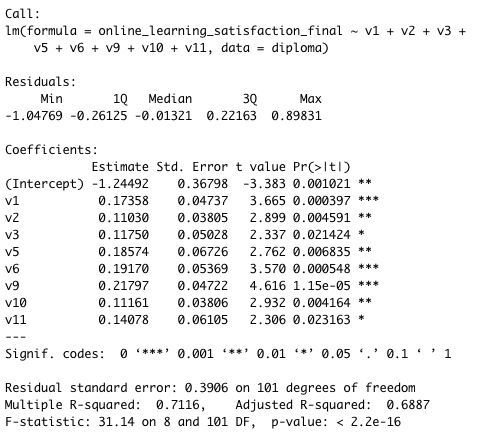 Call:
lm(formula = online_learning_satisfaction_final ~ v1 + v2 + v3 +
    v5 + v6 + v9 + v10 + v11, data = diploma)
Residuals:
     Min       1Q   Median       3Q      Max
-1.04769 -0.26125 -0.01321  0.22163  0.89831
Coefficients:
            Estimate Std. Error t value Pr(>|t|)
(Intercept) -1.24492    0.36798  -3.383 0.001021 **
v1           0.17358    0.04737   3.665 0.000397 ***
v2           0.11030    0.03805   2.899 0.004591 **
v3           0.11750    0.05028   2.337 0.021424 *
v5           0.18574    0.06726   2.762 0.006835 **
v6           0.19170    0.05369   3.570 0.000548 ***
v9           0.21797    0.04722   4.616 1.15e-05 ***
v10          0.11161    0.03806   2.932 0.004164 **
v11          0.14078    0.06105   2.306 0.023163 *
---
Signif. codes:  0 ‘***’ 0.001 ‘**’ 0.01 ‘*’ 0.05 ‘.’ 0.1 ‘ ’ 1
Residual standard error: 0.3906 on 101 degrees of freedom
Multiple R-squared:  0.7116,    Adjusted R-squared:  0.6887
F-statistic: 31.14 on 8 and 101 DF,  p-value: < 2.2e-16